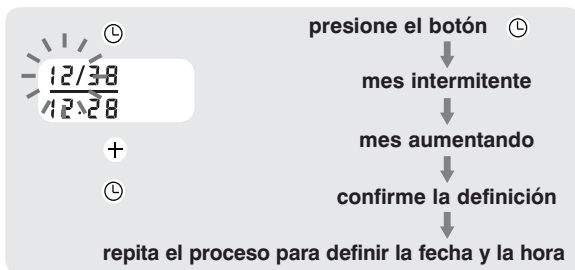 presione el botón
12/38
12:28
mes intermitente
mes aumentando
+
confirme la definición
repita el proceso para definir la fecha y la hora